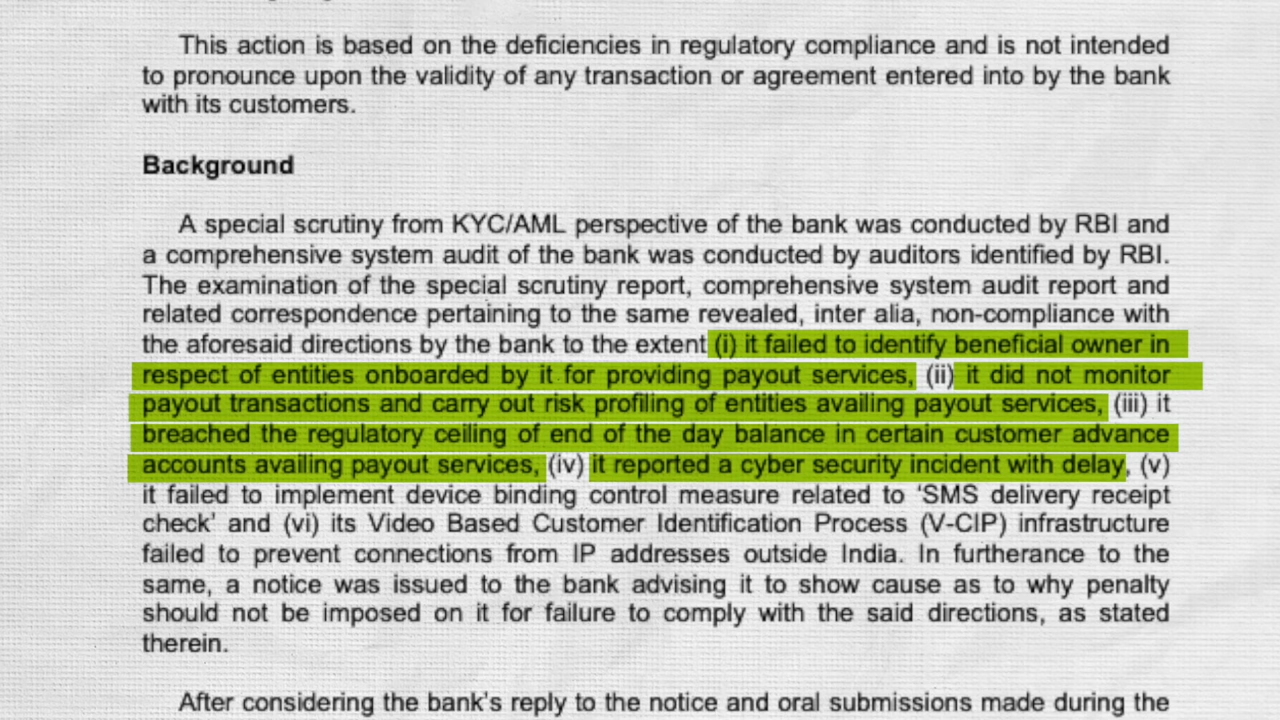 This action is based on the deficiencies in regulatory compliance and is not intended
to pronounce upon the validity of any transaction or agreement entered into by the bank
with its customers.
Background
A special scrutiny from KYC/AML perspective of the bank was conducted by RBI and
a comprehensive system audit of the bank was conducted by auditors identified by RBI.
The examination of the special scrutiny report, comprehensive system audit report and
related correspondence pertaining to the same revealed, inter alia, non-compliance with
the aforesaid directions by the bank to the extent (i) it failed to identify beneficial owner in
respect of entities onboarded by it for providing payout services, (ii) it did not monitor
payout transactions and carry out risk profiling of entities availing payout services, (iii) it
breached the regulatory ceiling of end of the day balance in certain customer advance
accounts availing payout services, (iv) it reported a cyber security incident with delay, (v)
it failed to implement device binding control measure related to ‘SMS delivery receipt
check’ and (vi) its Video Based Customer Identification Process (V-CIP) infrastructure
failed to prevent connections from IP addresses outside India. In furtherance to the
same, a notice was issued to the bank advising it to show cause as to why penalty
should not be imposed on it for failure to comply with the said directions, as stated
therein.
After considering the bank’s reply to the notice and oral submissions made during the